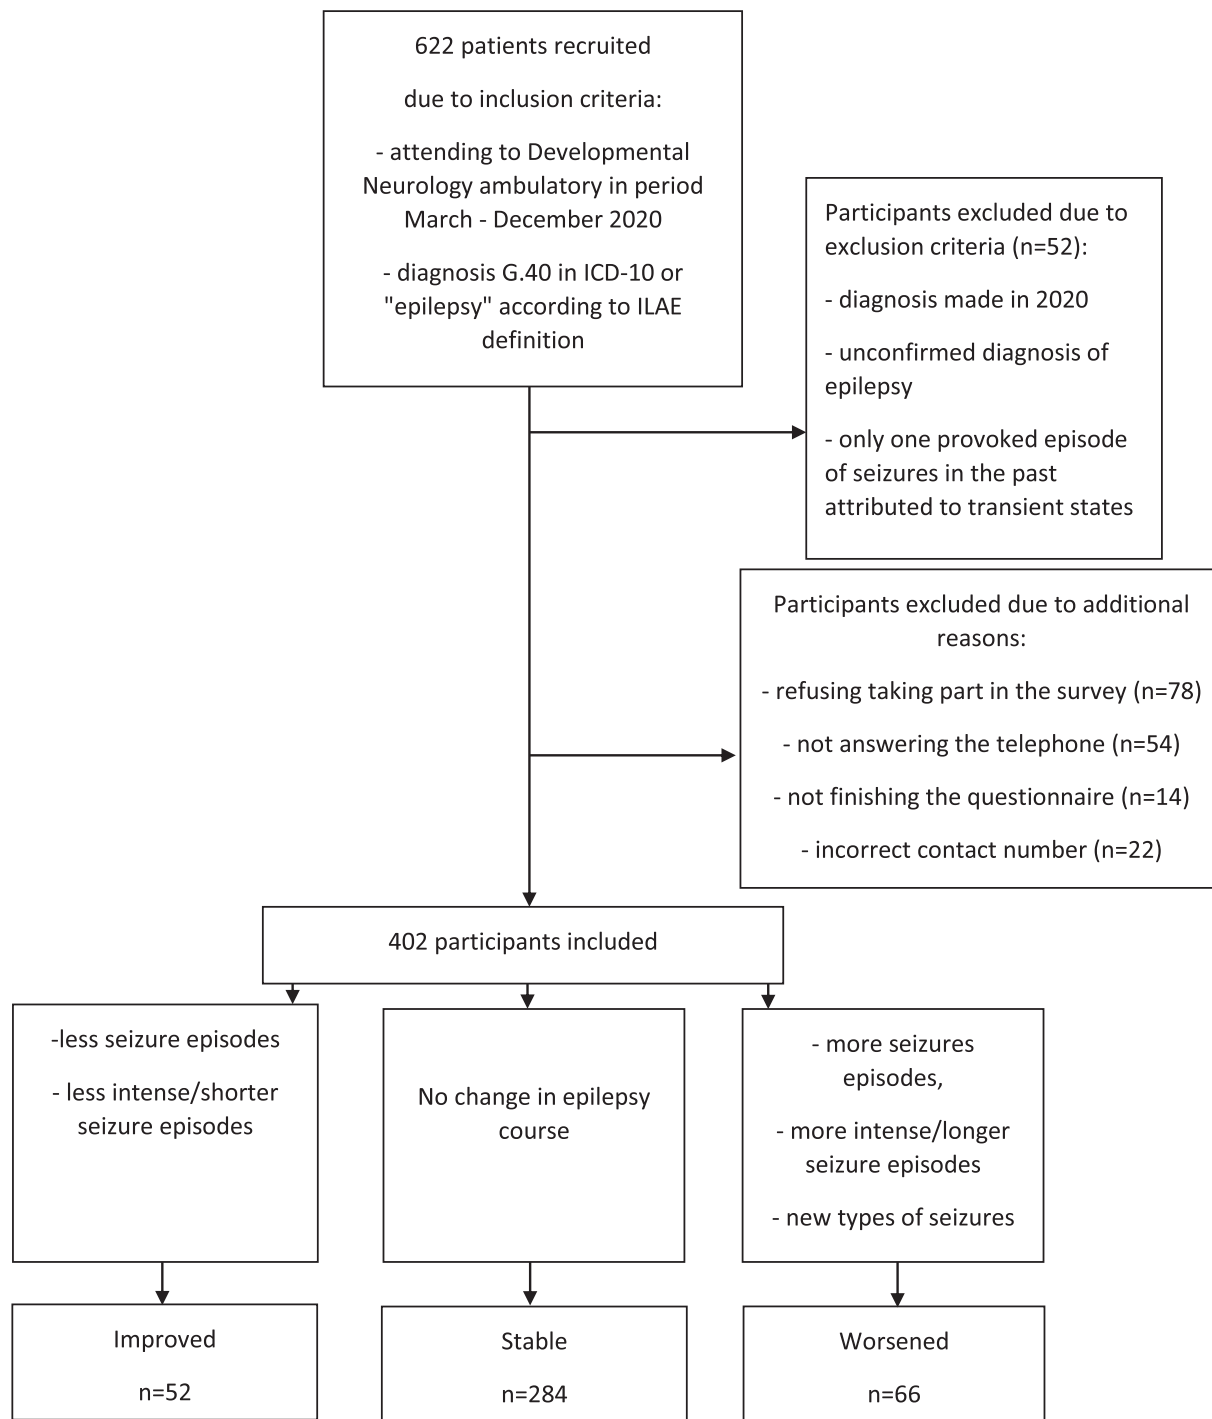 622 patients recruited
due to inclusion criteria:
- attending to Developmental
Neurology ambulatory in period
March - December 2020
- diagnosis G.40 in ICD-10 or
"epilepsy" according to ILAE
definition
Participants excluded due to
exclusion criteria (n=52):
- diagnosis made in 2020
- unconfirmed diagnosis of
epilepsy
- only one provoked episode
of seizures in the past
attributed to transient states
Participants excluded due to additional
reasons:
- refusing taking part in the survey (n=78)
- not answering the telephone (n=54)
- not finishing the questionnaire (n=14)
- incorrect contact number (n=22)
402 participants included
-less seizure episodes
- less intense/shorter
seizure episodes
No change in epilepsy
course
- more seizures
episodes,
- more intense/longer
seizure episodes
- new types of seizures
Improved
n=52
Stable
n=284
Worsened
n=66